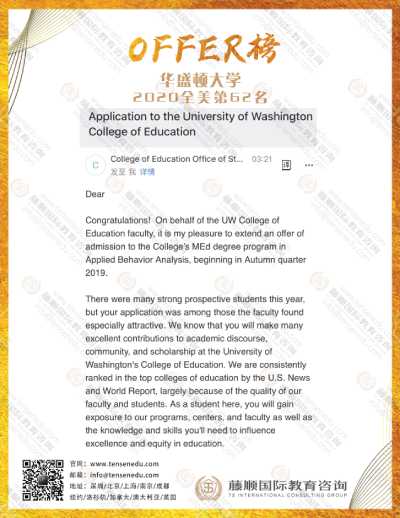 OFFER榜
华盛顿大学
2020全美第62名
Application to the University of Washington
College of Education
College of Education Office of St... 03:21
发至 我 详情
Dear
Congratulations! On behalf of the UW College of
Education faculty, it is my pleasure to extend an offer of
admission to the College's MEd degree program in
Applied Behavior Analysis, beginning in Autumn quarter
2019.
There were many strong prospective students this year,
but your application was among those the faculty found
especially attractive. We know that you will make many
excellent contributions to academic discourse,
community, and scholarship at the University of
Washington's College of Education. We are consistently
ranked in the top colleges of education by the U.S. News
and World Report, largely because of the quality of our
faculty and students. As a student here, you will gain
exposure to our programs, centers, and faculty as well as
the knowledge and skills you'll need to influence
excellence and equity in education.
官网：www.tensenedu.com
邮箱：info@tensenedu.com
地址：深圳/北京/上海/南京/成都
纽约/洛杉矶/加拿大/澳大利亚/英国
藤顺国际教育咨询
TS INTERNATIONAL CONSULTING GROUP